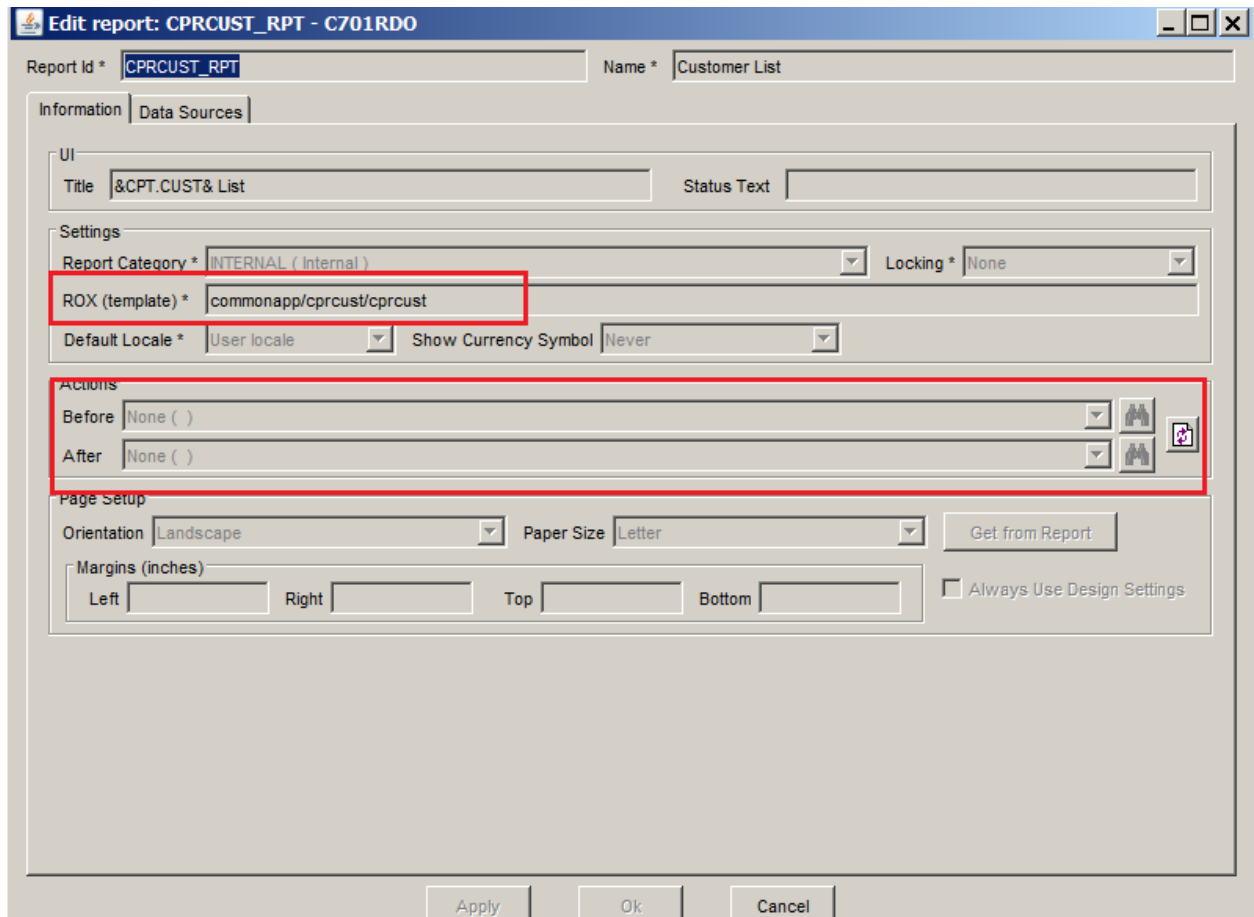 Edit report: CPRCUST_RPT - C701RDO
Report Id * CPRCUST_RPT Name * Customer List
Information Data Sources
UI
Title &CPT.CUST& List Status Text
Settings
Report Category * INTERNAL ( Internal ) Locking * None
ROX (template) * commonapp/cprcust/cprcust
Default Locale * User locale Show Currency Symbol Never
Actions
Before None ( )
After None ( )
Page Setup
Orientation Landscape Paper Size Letter Get from Report
Margins (inches)
Left Right Top Bottom Always Use Design Settings
Apply Ok Cancel